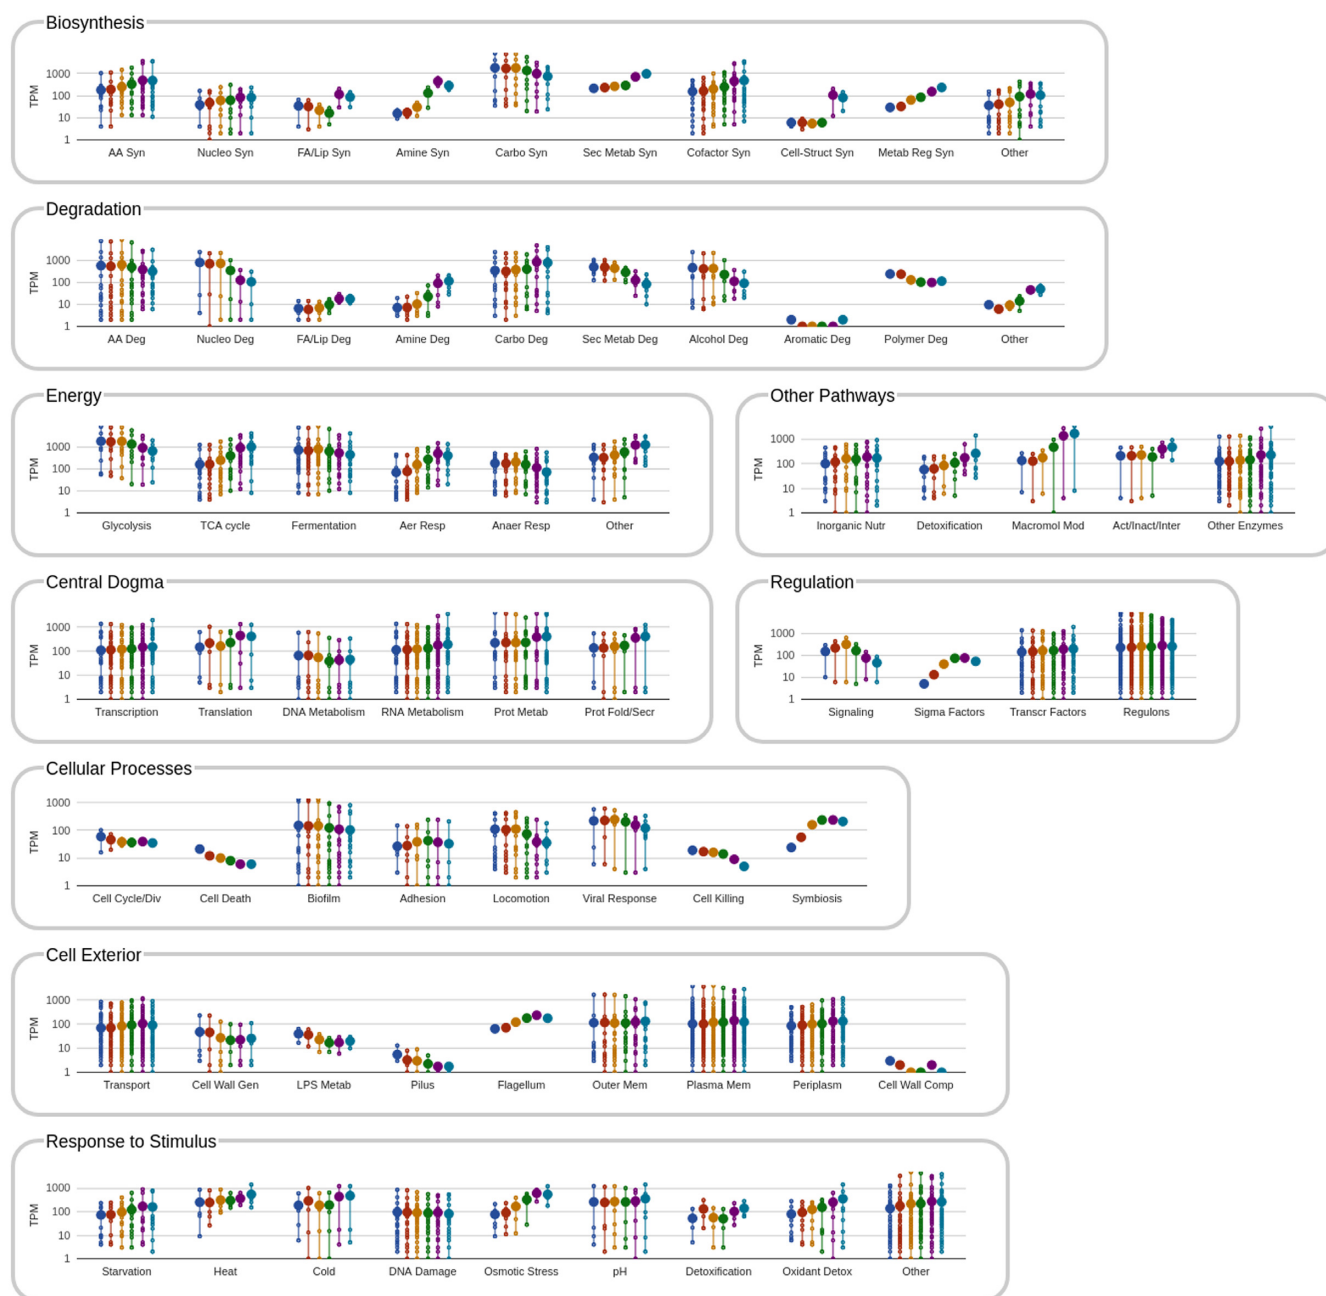 Biosynthesis
TPM
1000
100
10
1
AA Syn Nucleo Syn FA/Lip Syn Amine Syn Carbo Syn Sec Metab Syn Cofactor Syn Cell-Struct Syn Metab Reg Syn Other
Degradation
TPM
1000
100
10
1
AA Deg Nucleo Deg FA/Lip Deg Amine Deg Carbo Deg Sec Metab Deg Alcohol Deg Aromatic Deg Polymer Deg Other
Energy
TPM
1000
100
10
1
Glycolysis TCA cycle Fermentation Aer Resp Anaer Resp Other
Other Pathways
TPM
1000
100
10
1
Inorganic Nutr Detoxification Macromol Mod Act/Inact/Inter Other Enzymes
Central Dogma
TPM
1000
100
10
1
Transcription Translation DNA Metabolism RNA Metabolism Prot Metab Prot Fold/Secr
Regulation
TPM
1000
100
10
1
Signaling Sigma Factors Transcr Factors Regulons
Cellular Processes
TPM
1000
100
10
1
Cell Cycle/Div Cell Death Biofilm Adhesion Locomotion Viral Response Cell Killing Symbiosis
Cell Exterior
TPM
1000
100
10
1
Transport Cell Wall Gen LPS Metab Pilus Flagellum Outer Mem Plasma Mem Periplasm Cell Wall Comp
Response to Stimulus
TPM
1000
100
10
1
Starvation Heat Cold DNA Damage Osmotic Stress pH Detoxification Oxidant Detox Other